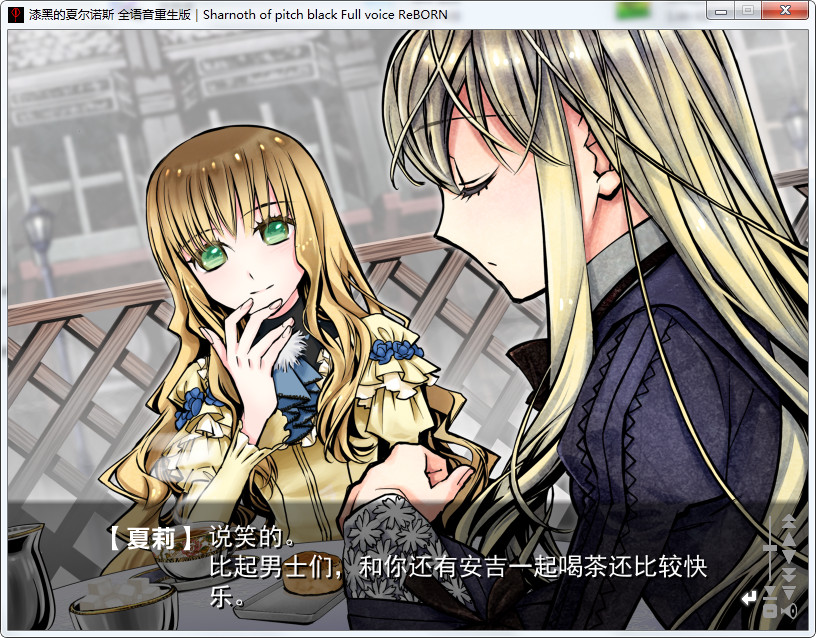 漆黑的夏尔诺斯 全语音重生版 | Sharnoth of pitch black Full voice ReBORN
【 夏莉 】 说笑的。
比起男士们，和你还有安吉一起喝茶还比较快
乐。